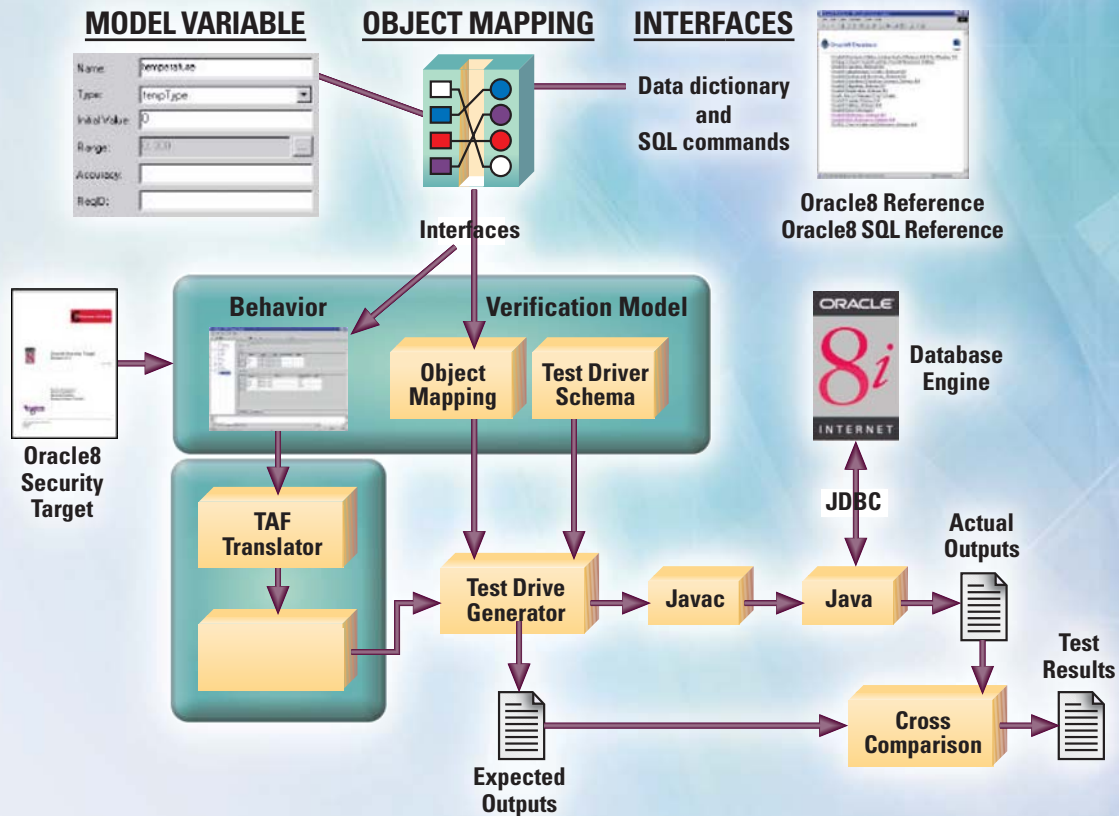 MODEL VARIABLE
OBJECT MAPPING
INTERFACES
Name:
temperature
Type:
tempType
Initial Value:
0
Range:
Accuracy:
ReqID:
Data dictionary
and
SQL commands
Oracle8 Reference
Oracle8 SQL Reference
Interfaces
Behavior
Verification Model
Object
Mapping
Test Driver
Schema
Oracle8
Security
Target
ORACLE
8i
INTERNET
Database
Engine
JDBC
TAF
Translator
Test Drive
Generator
Javac
Java
Actual
Outputs
Test
Results
Cross
Comparison
Expected
Outputs